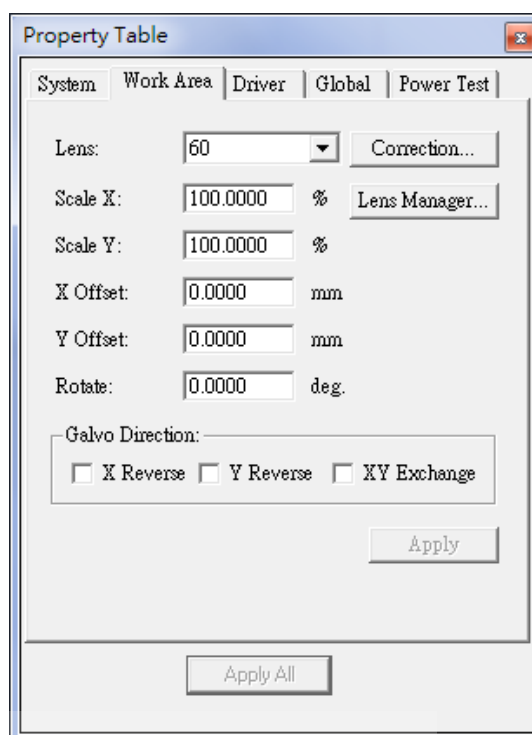 Property Table
System Work Area Driver Global Power Test
Lens: 60 Correction...
Scale X: 100.0000 % Lens Manager...
Scale Y: 100.0000 %
X Offset: 0.0000 mm
Y Offset: 0.0000 mm
Rotate: 0.0000 deg.
Galvo Direction:
X Reverse Y Reverse XY Exchange
Apply
Apply All